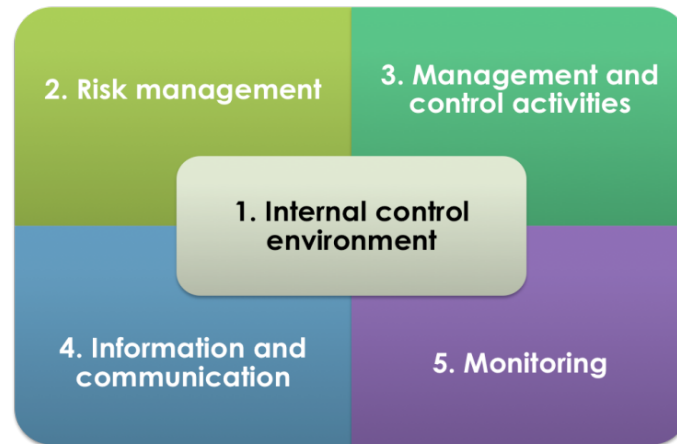 2. Risk management
3. Management and
control activities
1. Internal control
environment
4. Information and
communication
5. Monitoring